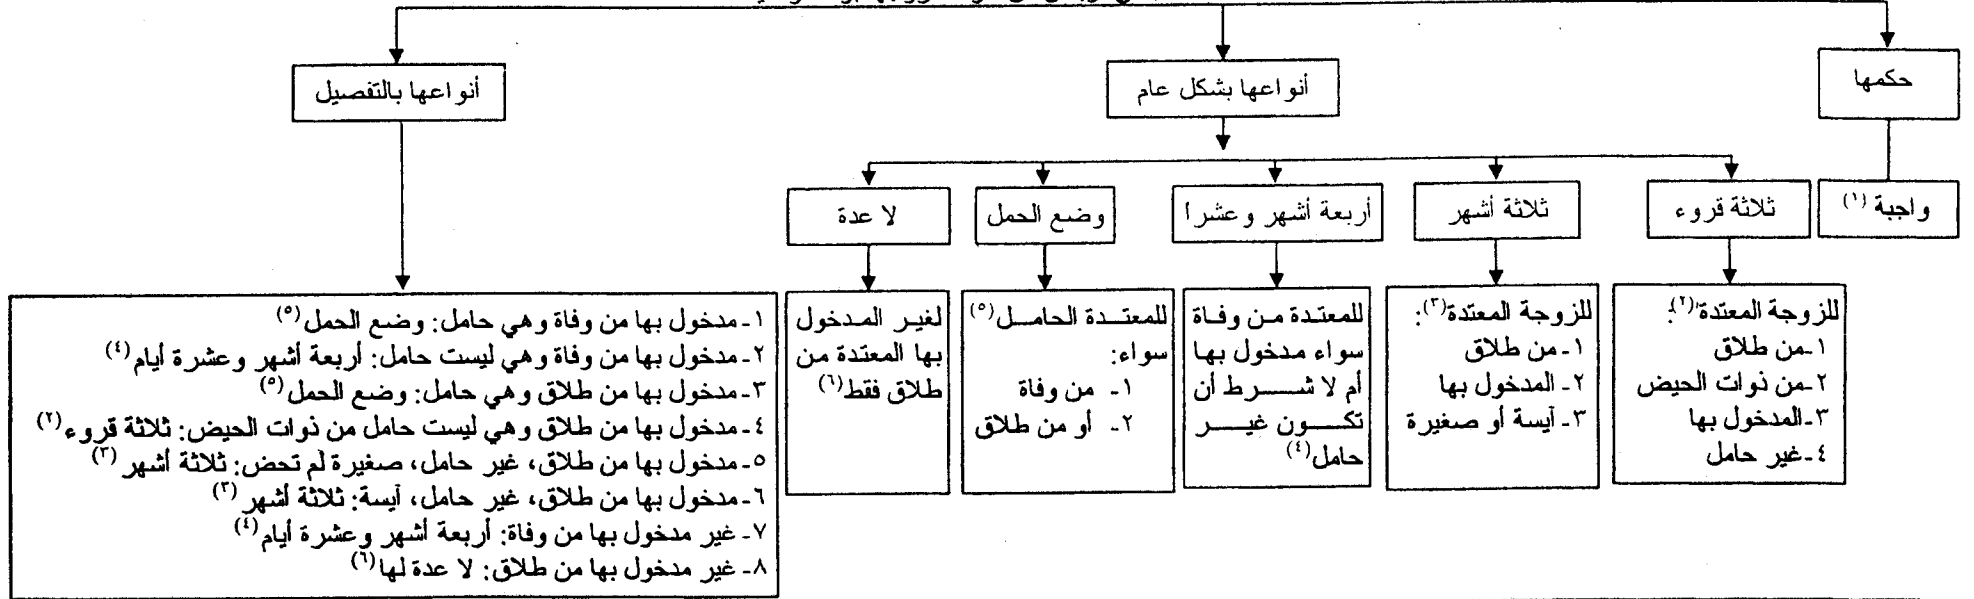 حكمها
أنواعها بشكل عام
أنواعها بالتفصيل
واجبة (١)
ثلاثة قروء
ثلاثة أشهر
أربعة أشهر وعشرا
وضع الحمل
لا عدة
للزوجة المعتدة(٢):
١-من طلاق
٢-من ذوات الحيض
٣-المدخول بها
٤-غير حامل
للزوجة المعتدة(٣):
١-من طلاق
٢- المدخول بها
٣- آيسة أو صغيرة
للمعتدة من وفاة
سواء مدخول بها
أم لا شرط أن
تكون غير
حامل(٤)
للمعتدة الحامل(٥)
سواء:
١- من وفاة
٢- أو من طلاق
لغير المدخول
بها المعتدة من
طلاق فقط(٦)
١- مدخول بها من وفاة وهي حامل: وضع الحمل(٥)
٢- مدخول بها من وفاة وهي ليست حامل: أربعة أشهر وعشرة أيام(٤)
٣- مدخول بها من طلاق وهي حامل: وضع الحمل(٥)
٤- مدخول بها من طلاق وهي ليست حامل من ذوات الحيض: ثلاثة قروء(٢)
٥- مدخول بها من طلاق، غير حامل، صغيرة لم تحض: ثلاثة أشهر(٣)
٦- مدخول بها من طلاق، غير حامل، آيسة: ثلاثة أشهر(٣)
٧- غير مدخول بها من وفاة: أربعة أشهر وعشرة أيام(٤)
٨- غير مدخول بها من طلاق: لا عدة لها(٦)